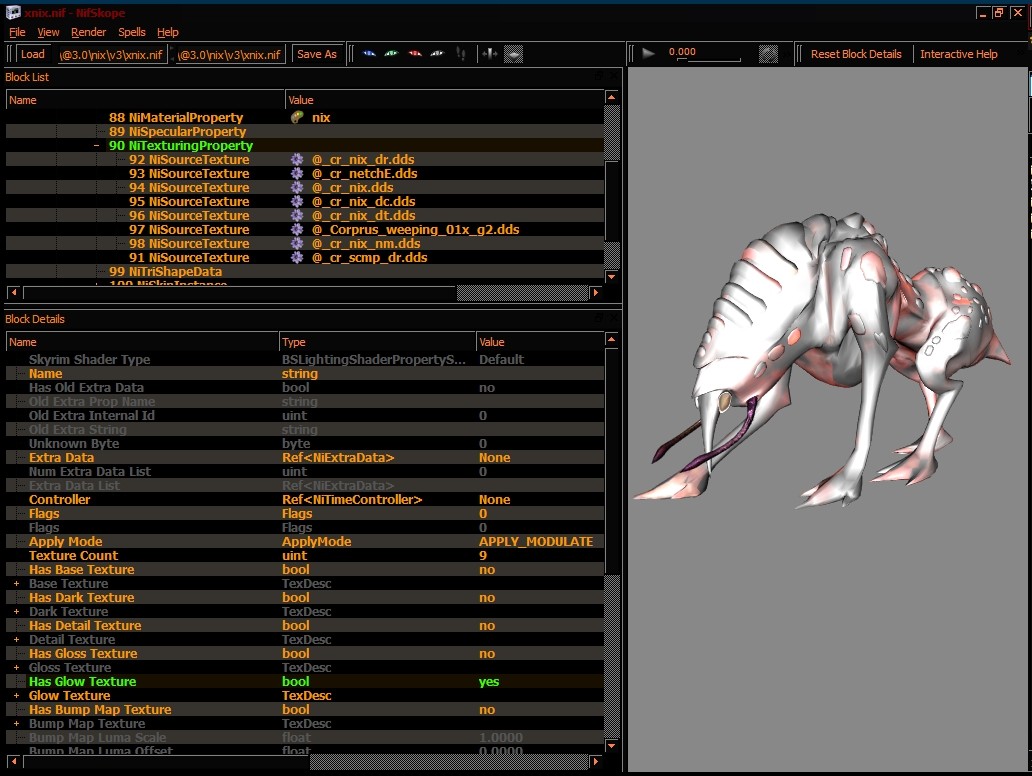 xnix.nif - NifSkope
File View Render Spells Help
Load \@3.0\nix\v3\xnix.nif \@3.0\nix\v3\xnix.nif Save As 0.000 Reset Block Details Interactive Help
Block List
Name Value
88 NiMaterialProperty nix
89 NiSpecularProperty
90 NiTexturingProperty
92 NiSourceTexture @_cr_nix_dr.dds
93 NiSourceTexture @_cr_netchE.dds
94 NiSourceTexture @_cr_nix.dds
95 NiSourceTexture @_cr_nix_dc.dds
96 NiSourceTexture @_cr_nix_dt.dds
97 NiSourceTexture @_Corprus_weeping_01x_g2.dds
98 NiSourceTexture @_cr_nix_nm.dds
91 NiSourceTexture @_cr_scmp_dr.dds
99 NiTriShapeData
100 NiSkinInstance
Block Details
Name Type Value
Skyrim Shader Type BSLightingShaderPropertyS... Default
Name string
Has Old Extra Data bool no
Old Extra Prop Name string
Old Extra Internal Id uint 0
Old Extra String string
Unknown Byte byte 0
Extra Data Ref<NiExtraData> None
Num Extra Data List uint 0
Extra Data List Ref<NiExtraData>
Controller Ref<NiTimeController> None
Flags Flags 0
Flags Flags 0
Apply Mode ApplyMode APPLY_MODULATE
Texture Count uint 9
Has Base Texture bool no
Base Texture TexDesc
Has Dark Texture bool no
Dark Texture TexDesc
Has Detail Texture bool no
Detail Texture TexDesc
Has Gloss Texture bool no
Gloss Texture TexDesc
Has Glow Texture bool yes
Glow Texture TexDesc
Has Bump Map Texture bool no
Bump Map Texture TexDesc
Bump Map Luma Scale float 1.0000
Bump Map Luma Offset float 0.0000